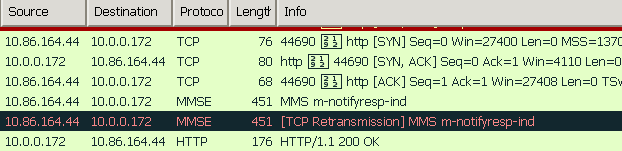 Source Destination Protoco Length Info
10.86.164.44 10.0.0.172 TCP 76 44690 http [SYN] Seq=0 Win=27400 Len=0 MSS=1370
10.0.0.172 10.86.164.44 TCP 80 http 44690 [SYN, ACK] Seq=0 Ack=1 Win=4110 Len=0
10.86.164.44 10.0.0.172 TCP 68 44690 http [ACK] Seq=1 Ack=1 Win=27408 Len=0 TSv
10.86.164.44 10.0.0.172 MMSE 451 MMS m-notifyresp-ind
10.86.164.44 10.0.0.172 MMSE 451 [TCP Retransmission] MMS m-notifyresp-ind
10.0.0.172 10.86.164.44 HTTP 176 HTTP/1.1 200 OK